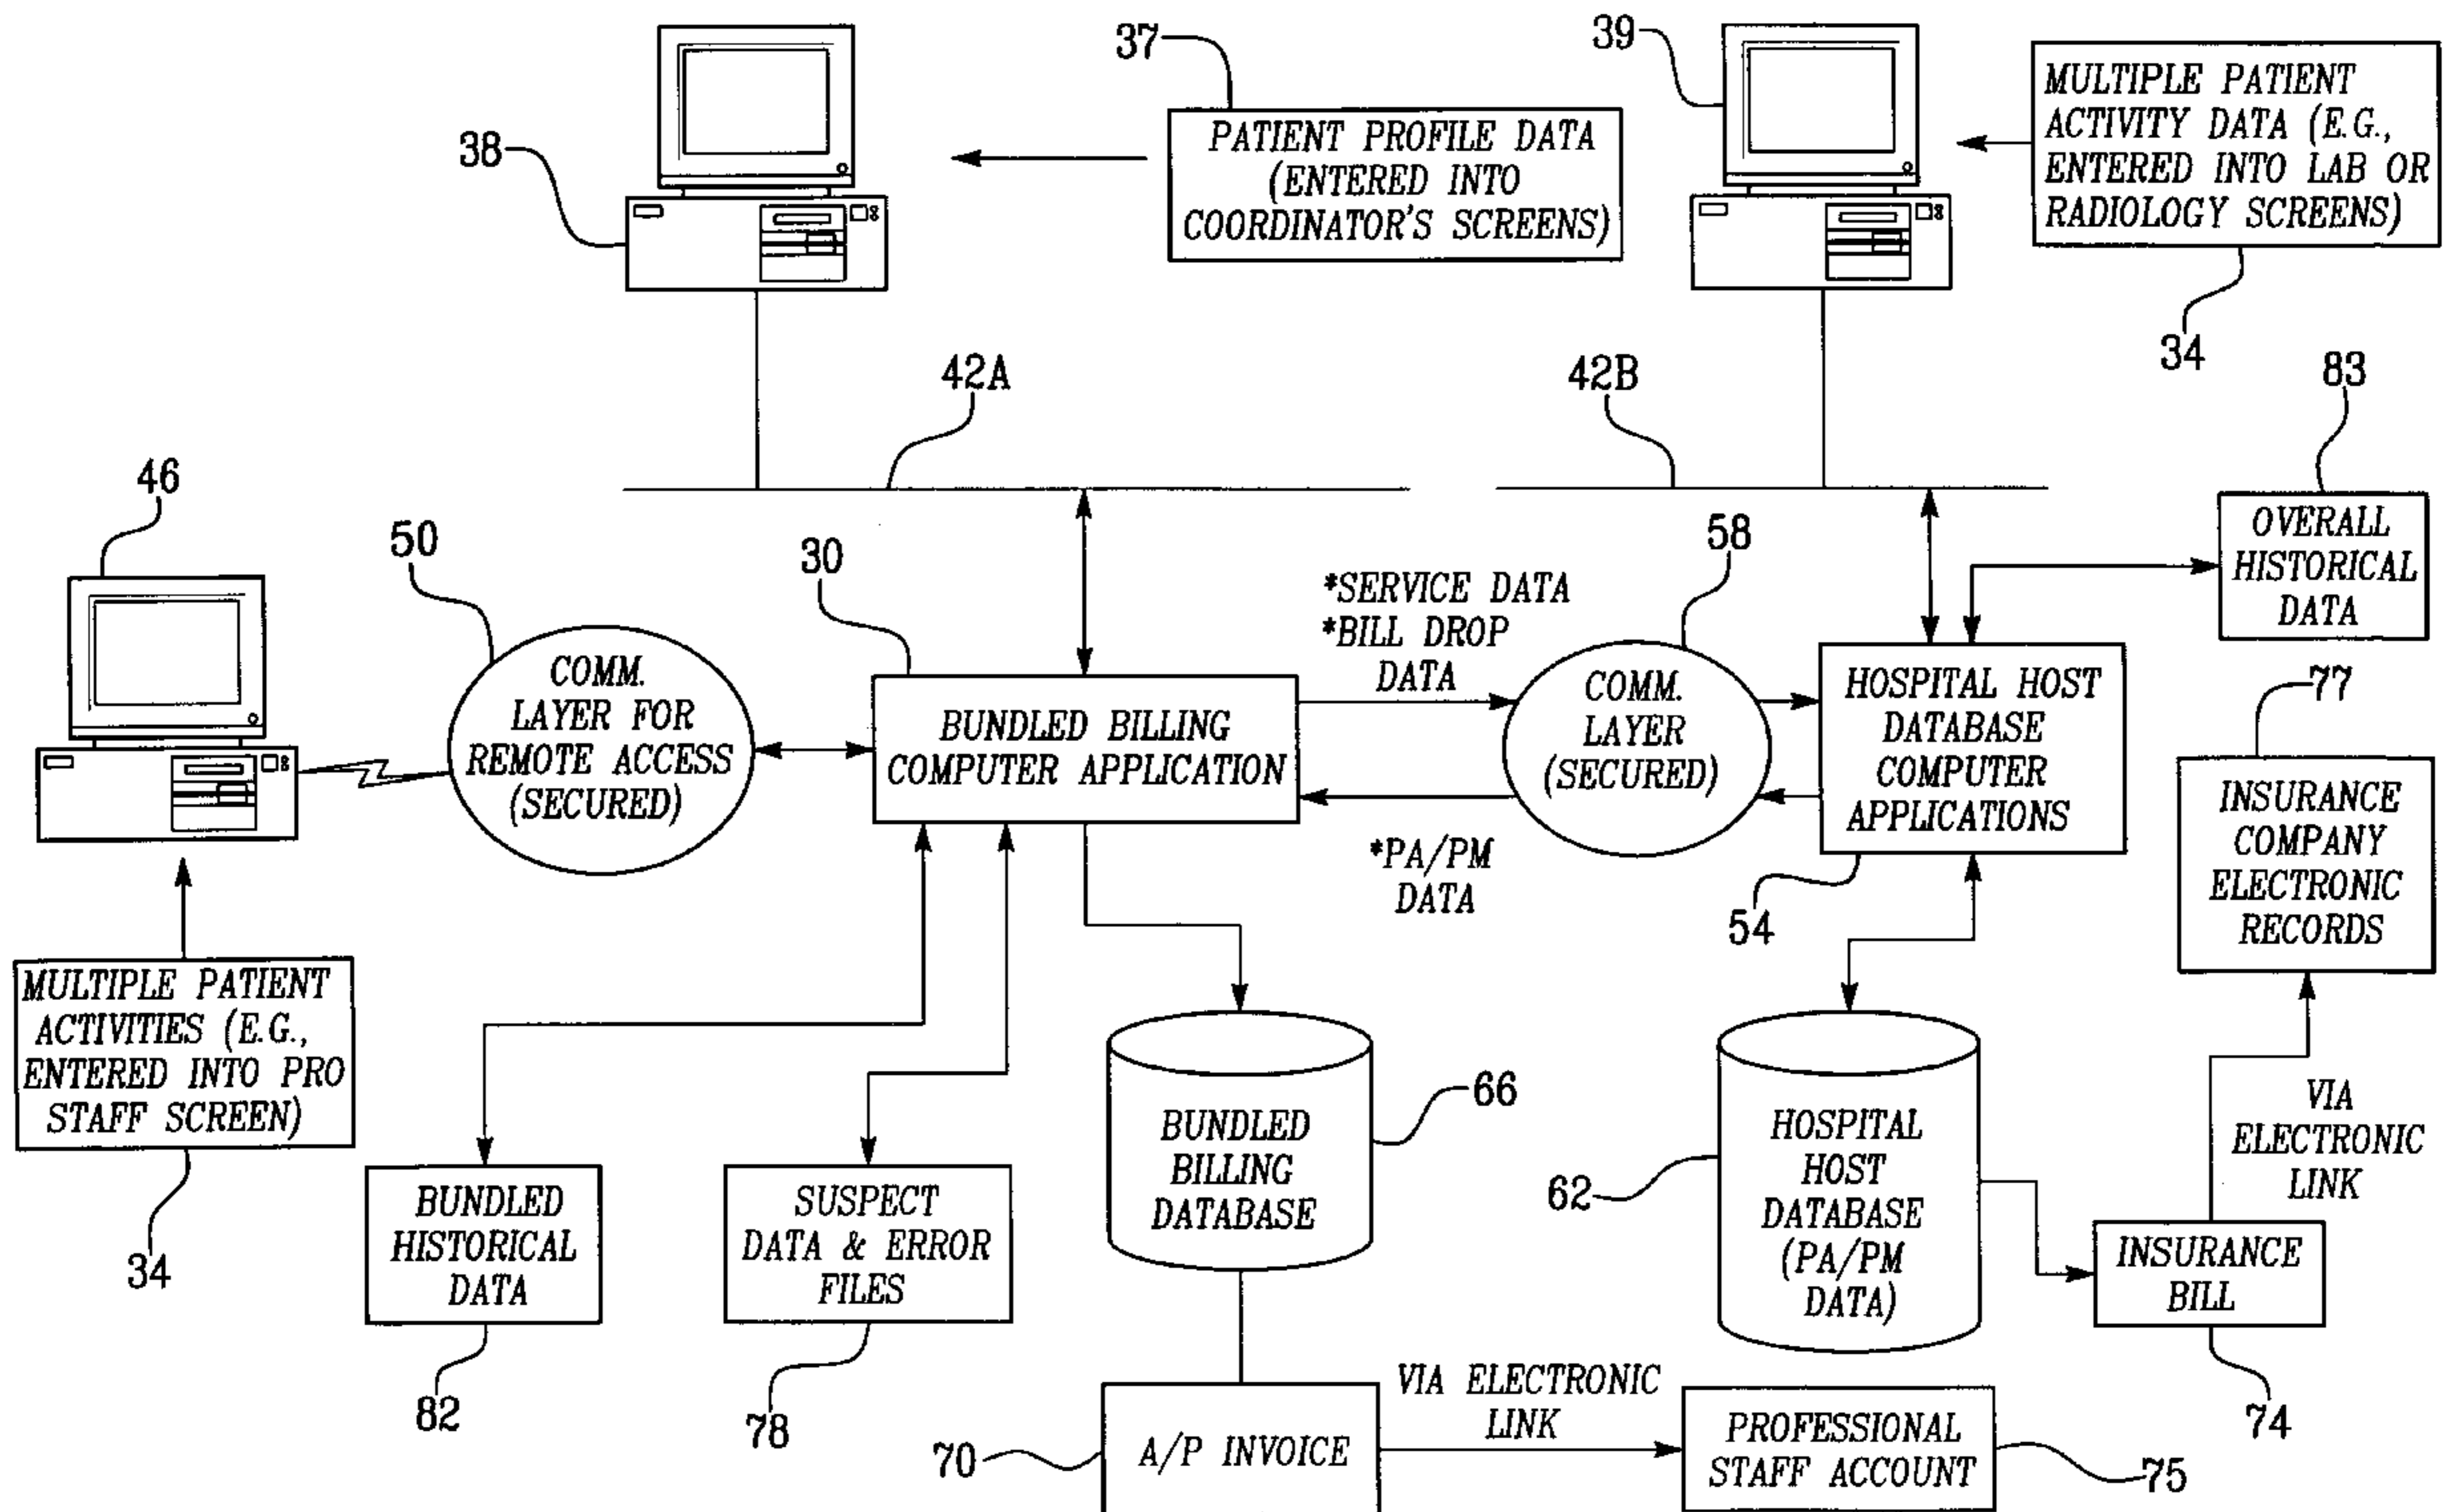 37
39
38
PATIENT PROFILE DATA
(ENTERED INTO
COORDINATOR'S SCREENS)
MULTIPLE PATIENT
ACTIVITY DATA (E.G.,
ENTERED INTO LAB OR
RADIOLOGY SCREENS)
34
42A
42B
83
46
50
30
58
OVERALL
HISTORICAL
DATA
*SERVICE DATA
*BILL DROP
DATA
COMM.
LAYER FOR
REMOTE ACCESS
(SECURED)
BUNDLED BILLING
COMPUTER APPLICATION
COMM.
LAYER
(SECURED)
HOSPITAL HOST
DATABASE
COMPUTER
APPLICATIONS
77
INSURANCE
COMPANY
ELECTRONIC
RECORDS
*PA/PM
DATA
54
MULTIPLE PATIENT
ACTIVITIES (E.G.,
ENTERED INTO PRO
STAFF SCREEN)
34
BUNDLED
HISTORICAL
DATA
82
SUSPECT
DATA & ERROR
FILES
78
BUNDLED
BILLING
DATABASE
66
62
HOSPITAL
HOST
DATABASE
(PA/PM
DATA)
VIA
ELECTRONIC
LINK
INSURANCE
BILL
74
70
A/P INVOICE
VIA ELECTRONIC
LINK
PROFESSIONAL
STAFF ACCOUNT
75